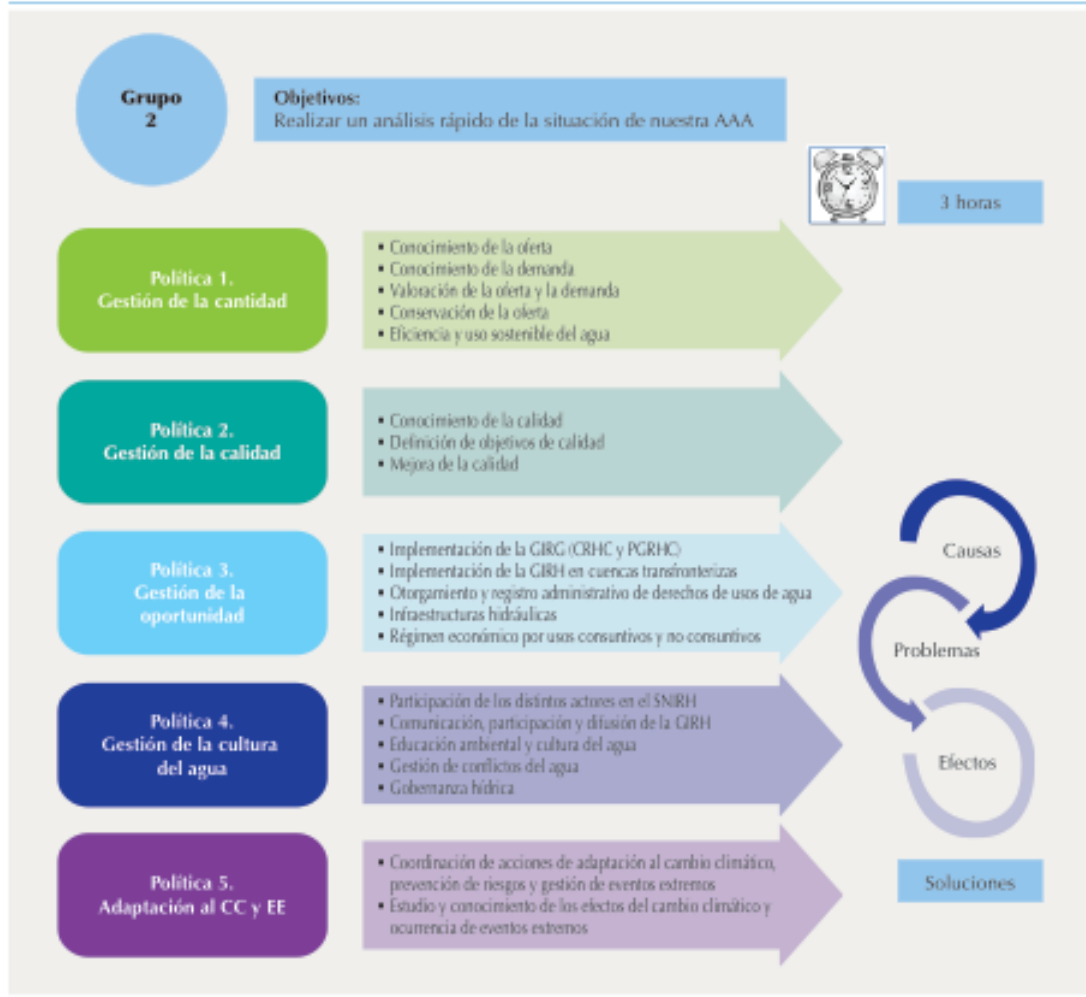 Grupo
2
Objetivos:
Realizar un análisis rápido de la situación de nuestra AAA
3 horas
Política 1.
Gestión de la cantidad
▪ Conocimiento de la oferta
▪ Conocimiento de la demanda
▪ Valoración de la oferta y la demanda
▪ Conservación de la oferta
▪ Eficiencia y uso sostenible del agua
Política 2.
Gestión de la calidad
▪ Conocimiento de la calidad
▪ Definición de objetivos de calidad
▪ Mejora de la calidad
Política 3.
Gestión de la
oportunidad
▪ Implementación de la GIRG (CRHC y PGRHC)
▪ Implementación de la GIRH en cuencas transfronterizas
▪ Otorgamiento y registro administrativo de derechos de usos de agua
▪ Infraestructuras hidráulicas
▪ Régimen económico por usos consuntivos y no consuntivos
Política 4.
Gestión de la cultura
del agua
▪ Participación de los distintos actores en el SNIRH
▪ Comunicación, participación y difusión de la GIRH
▪ Educación ambiental y cultura del agua
▪ Gestión de conflictos del agua
▪ Gobernanza hídrica
Política 5.
Adaptación al CC y EE
▪ Coordinación de acciones de adaptación al cambio climático,
prevención de riesgos y gestión de eventos extremos
▪ Estudio y conocimiento de los efectos del cambio climático y
ocurrencia de eventos extremos
Causas
Problemas
Efectos
Soluciones